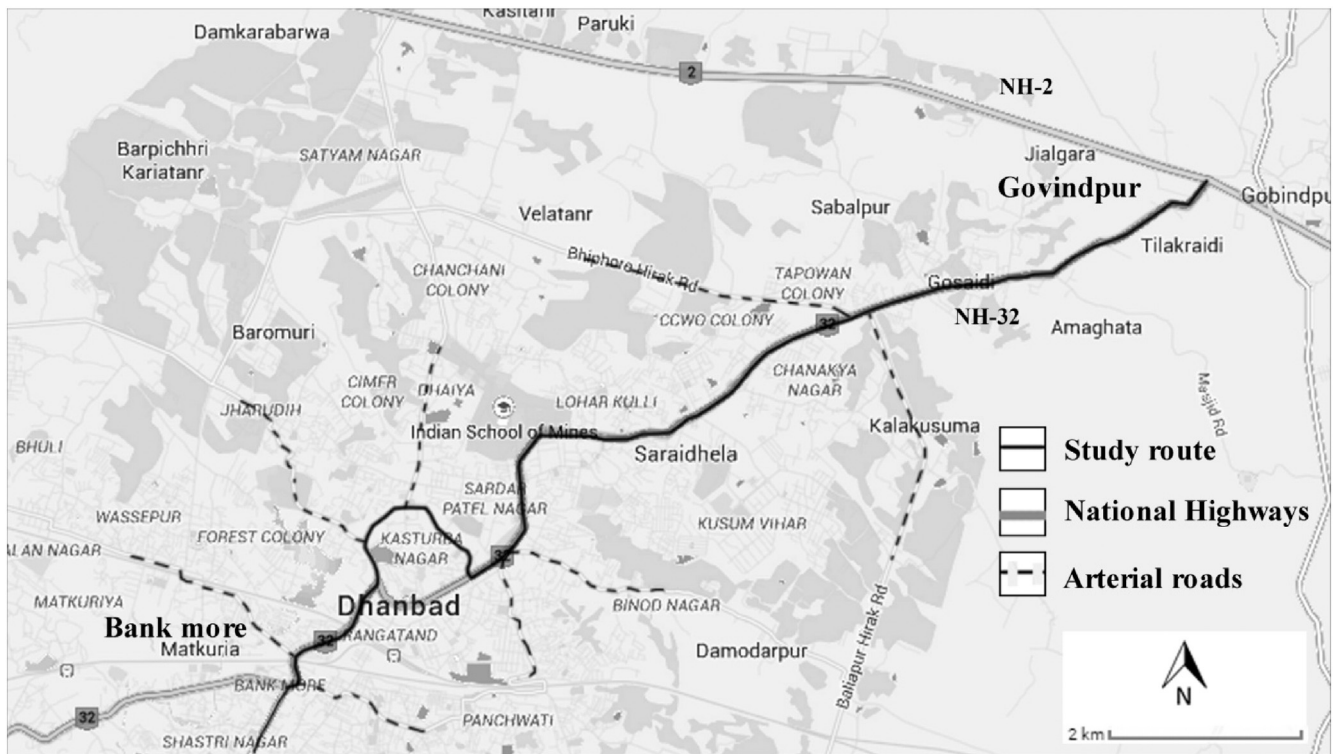 Kasitanr
Paruki
Damkarabarwa
2
NH-2
Barpichhri
Kariatanr
SATYAM NAGAR
Jialgara
Govindpur
Gobindpu
Velatanr
Sabalpur
Tilakraidi
Bhiphore Hirak Rd
CHANCHANI
COLONY
TAPOWAN
COLONY
Gosaidi
NH-32
CCWO COLONY
32
Baromuri
Amaghata
CHANAKYA
NAGAR
CIMFR
COLONY
DHAIYA
LOHAR KULLI
Masjid Rd
JHARUDIH
Indian School of Mines
Kalakusuma
BHULI
Saraidhela
Study route
SARDAR
PATEL NAGAR
WASSEPUR
KUSUM VIHAR
National Highways
FOREST COLONY
KASTURBA
NAGAR
ALAN NAGAR
32
Arterial roads
MATKURIYA
Dhanbad
BINOD NAGAR
Baliapur Hirak Rd
Bank more
32
RANGATAND
Matkuria
Damodarpur
BANK MORE
N
32
PANCHWATI
2 km
SHASTRI NAGAR